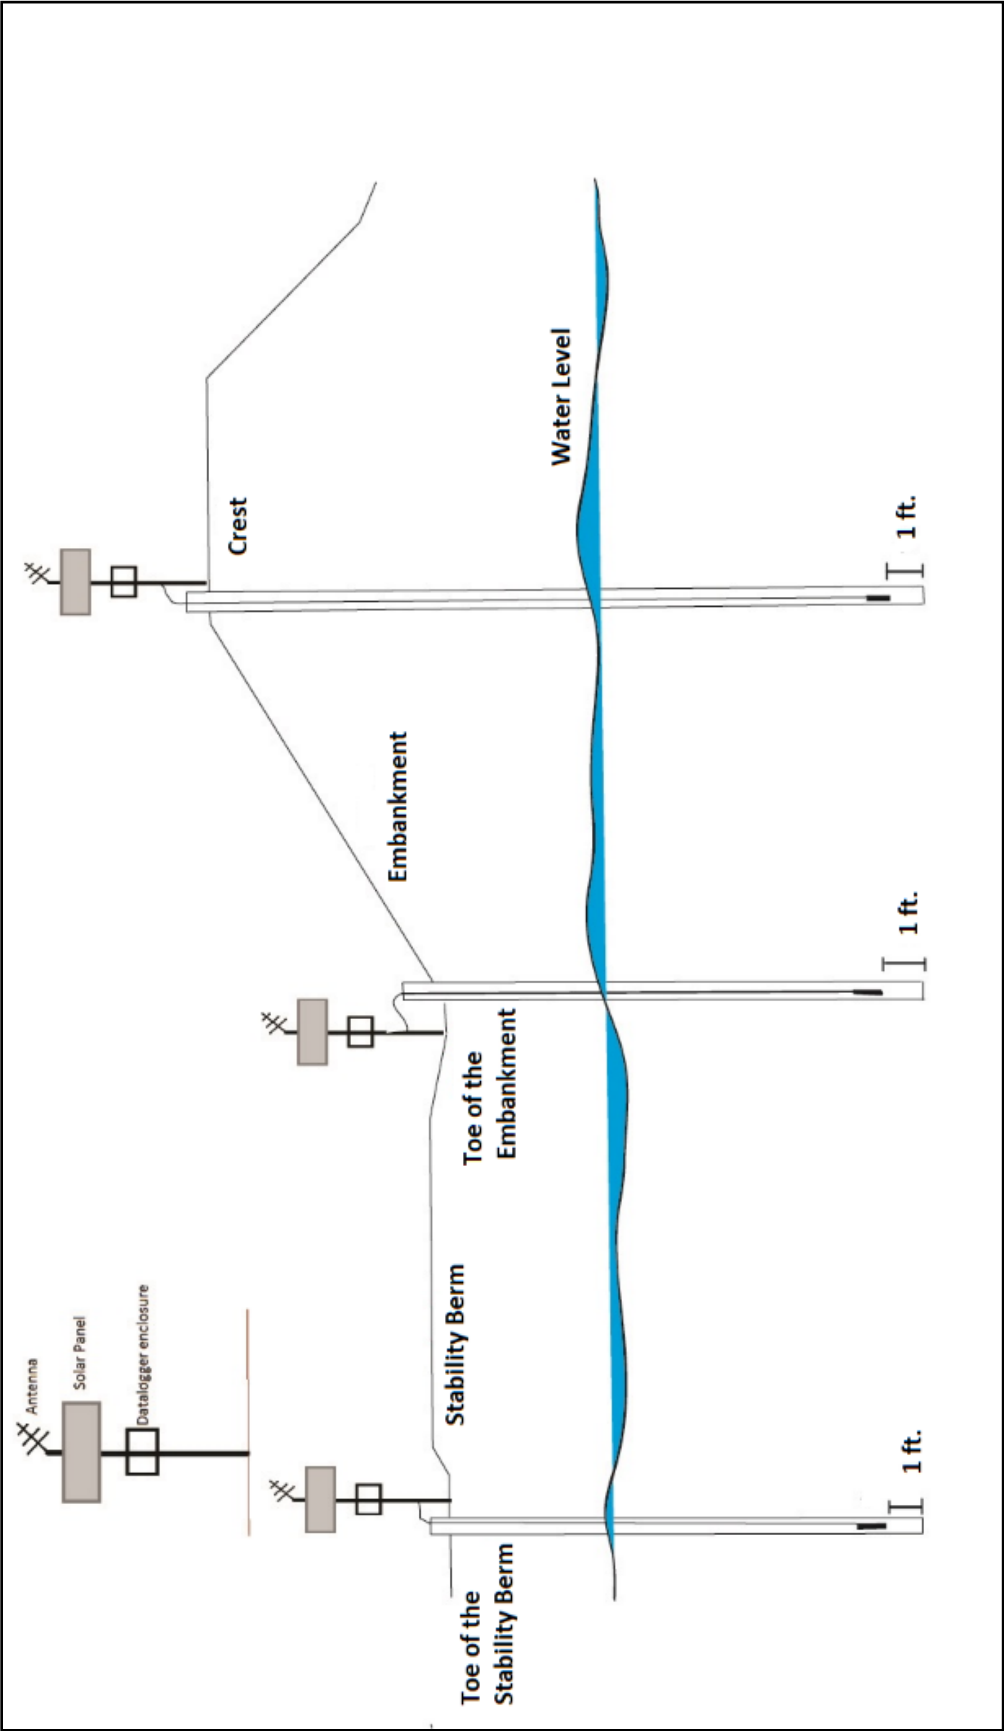 Antenna
Solar Panel
Datalogger enclosure
Crest
Water Level
Embankment
Toe of the
Embankment
Stability Berm
Toe of the
Stability Berm
1 ft.
1 ft.
1 ft.